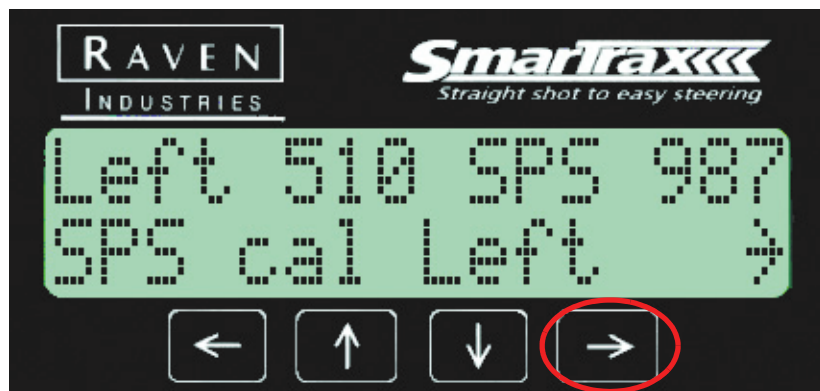 RAVEN
INDUSTRIES
SmarTrax
Straight shot to easy steering
Left 510 SPS 987
SPS cal Left →
← ↑ ↓ →